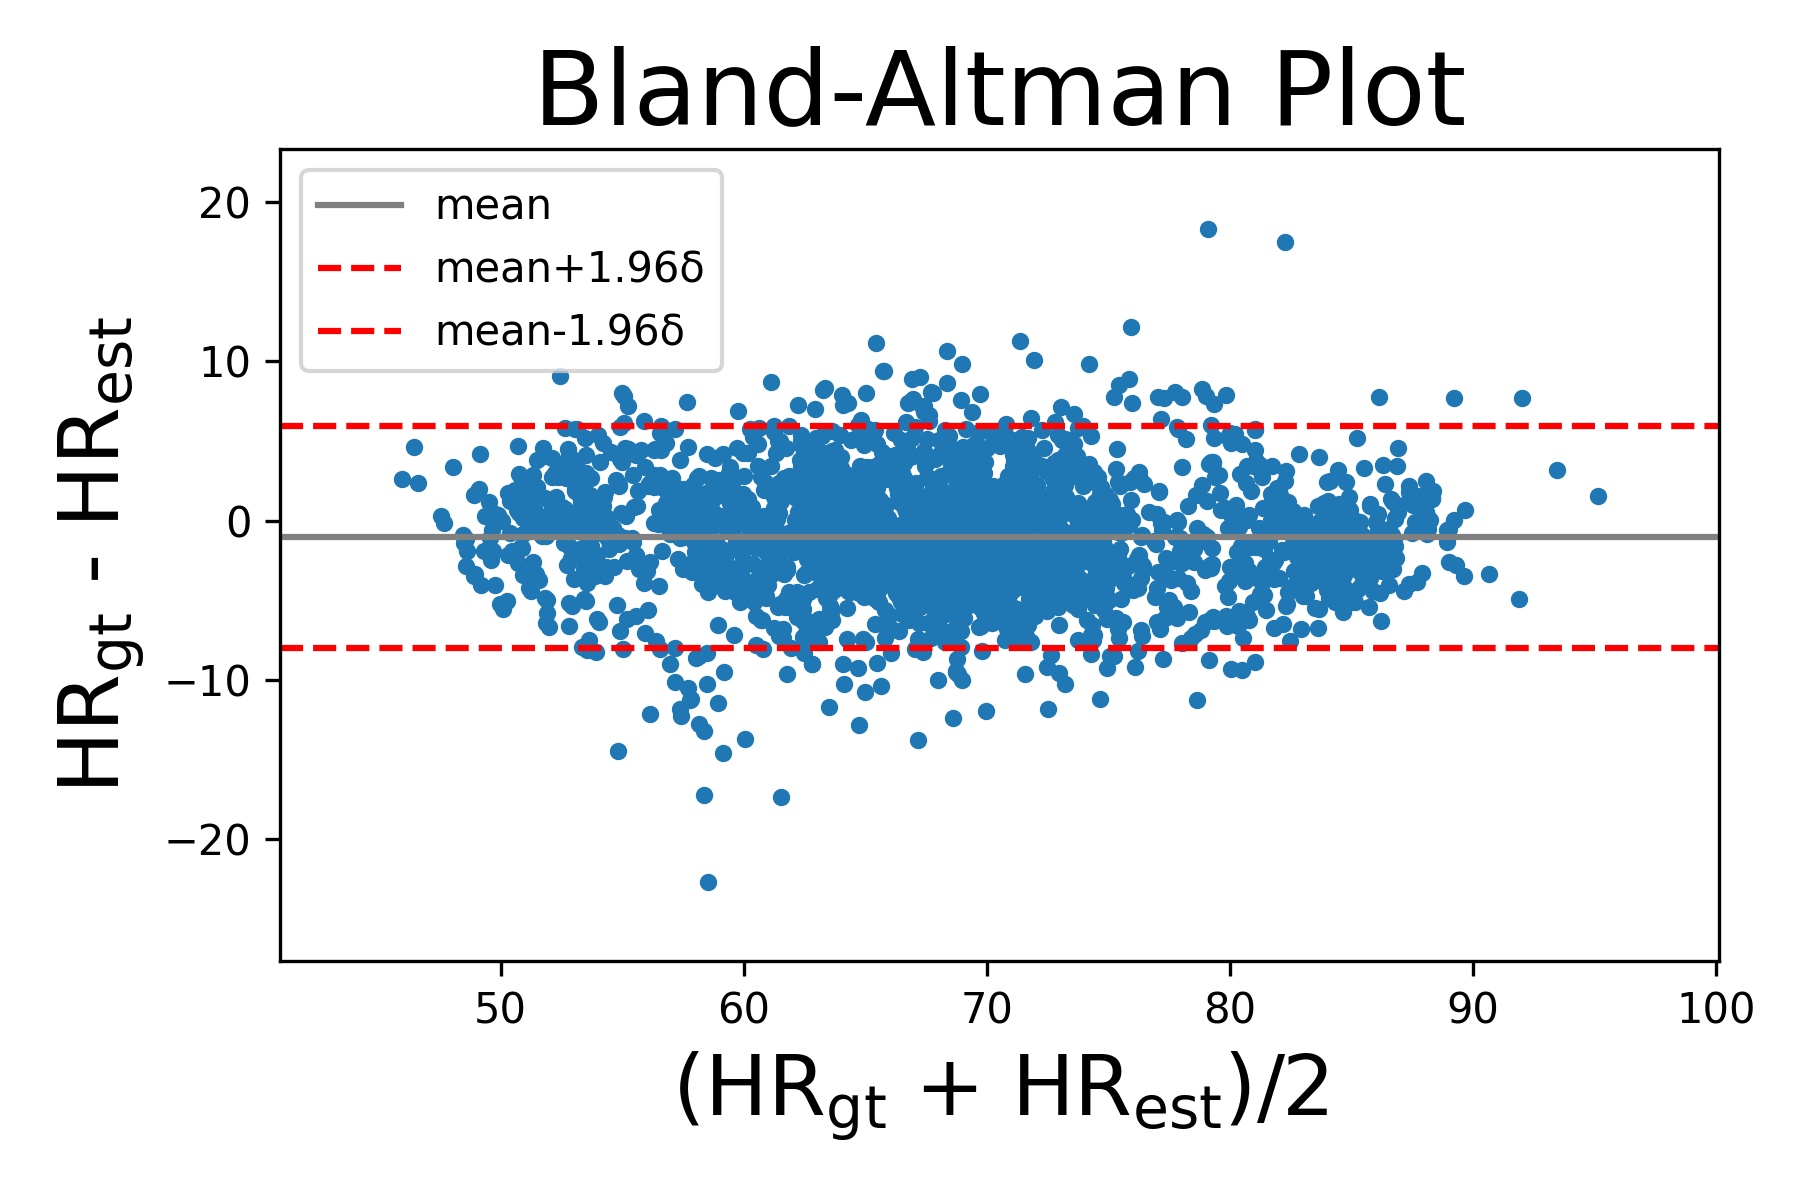 Bland-Altman Plot
mean
mean+1.96δ
mean-1.96δ
HRgt - HRest
20
10
0
−10
−20
50 60 70 80 90 100
(HRgt + HRest)/2